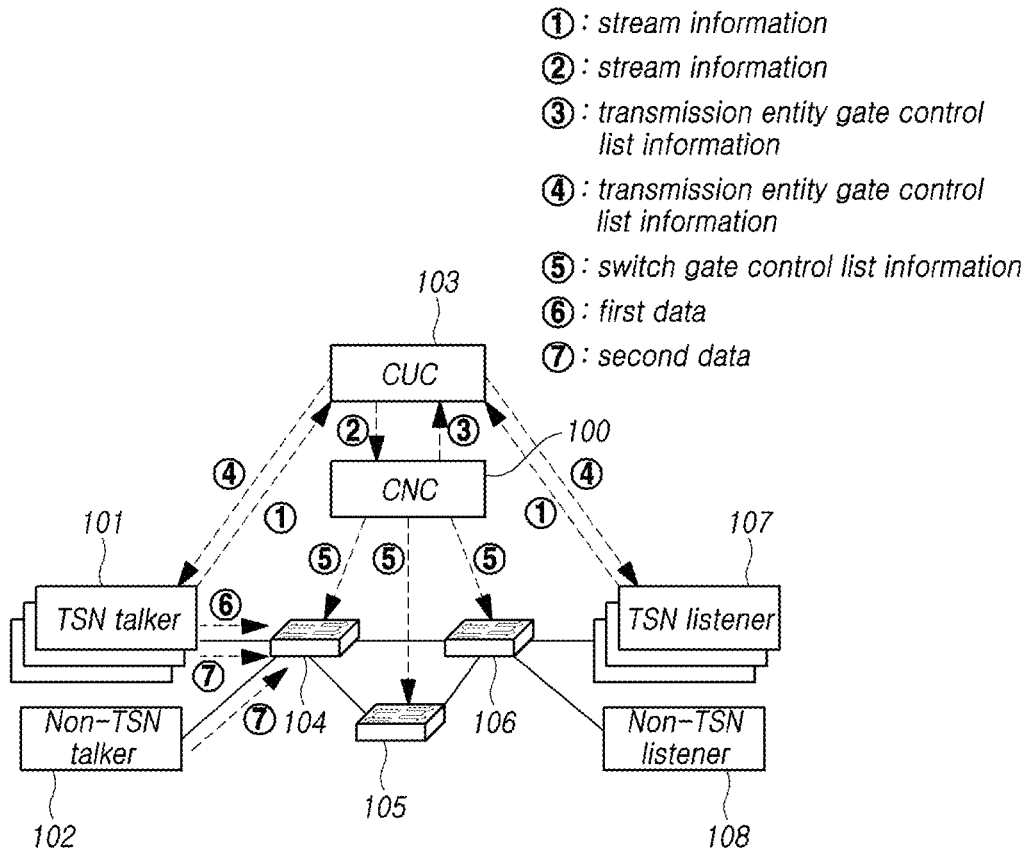 ① : stream information
② : stream information
③ : transmission entity gate control
list information
④ : transmission entity gate control
list information
⑤ : switch gate control list information
⑥ : first data
⑦ : second data
103
CUC
② ③ 100
④ CNC ④
① ①
101 107
⑤ ⑤ ⑤
TSN talker ⑥ TSN listener
⑦
104 106
Non-TSN
talker
⑦
Non-TSN
listener
105
102 108